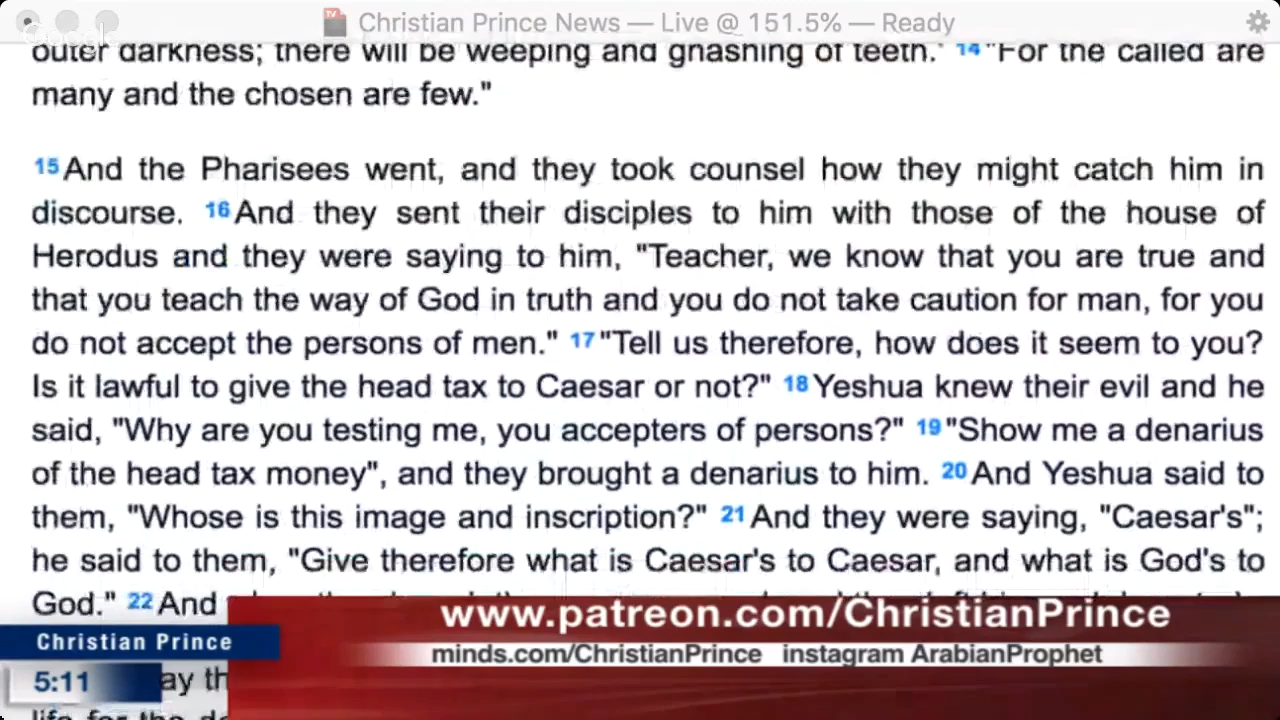 Christian Prince News — Live @ 151.5% — Ready
Google
outer darkness; there will be weeping and gnashing of teeth.' 14 "For the called are
many and the chosen are few."
15 And the Pharisees went, and they took counsel how they might catch him in
discourse. 16 And they sent their disciples to him with those of the house of
Herodus and they were saying to him, "Teacher, we know that you are true and
that you teach the way of God in truth and you do not take caution for man, for you
do not accept the persons of men." 17 "Tell us therefore, how does it seem to you?
Is it lawful to give the head tax to Caesar or not?" 18 Yeshua knew their evil and he
said, "Why are you testing me, you accepters of persons?" 19 "Show me a denarius
of the head tax money", and they brought a denarius to him. 20 And Yeshua said to
them, "Whose is this image and inscription?" 21 And they were saying, "Caesar's";
he said to them, "Give therefore what is Caesar's to Caesar, and what is God's to
God." 22 And
www.patreon.com/ChristianPrince
Christian Prince
minds.com/ChristianPrince instagram ArabianProphet
5:11